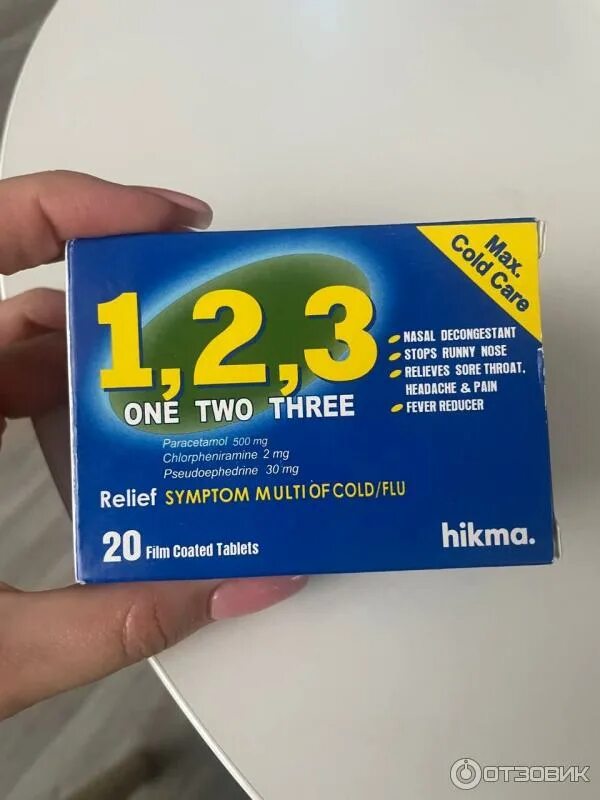 Max.
Cold Care
1,2,3
ONE TWO THREE
NASAL DECONGESTANT
STOPS RUNNY NOSE
RELIEVES SORE THROAT,
HEADACHE & PAIN
FEVER REDUCER
Paracetamol 500 mg
Chlorpheniramine 2 mg
Pseudoephedrine 30 mg
Relief SYMPTOM MULTI OF COLD/FLU
20 Film Coated Tablets
hikma.
ОТЗОВИК